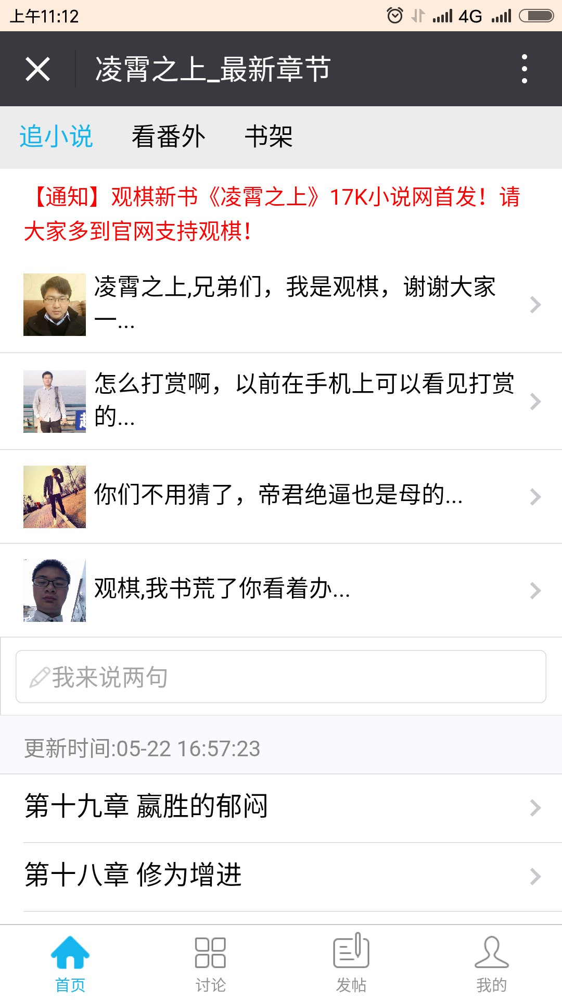 上午11:12
4G
凌霄之上_最新章节
追小说 看番外 书架
【通知】观棋新书《凌霄之上》17K小说网首发！请
大家多到官网支持观棋！
凌霄之上,兄弟们，我是观棋，谢谢大家
一...
怎么打赏啊，以前在手机上可以看见打赏
的...
你们不用猜了，帝君绝逼也是母的...
观棋,我书荒了你看着办...
我来说两句
更新时间:05-22 16:57:23
第十九章 嬴胜的郁闷
第十八章 修为增进
首页 讨论 发帖 我的